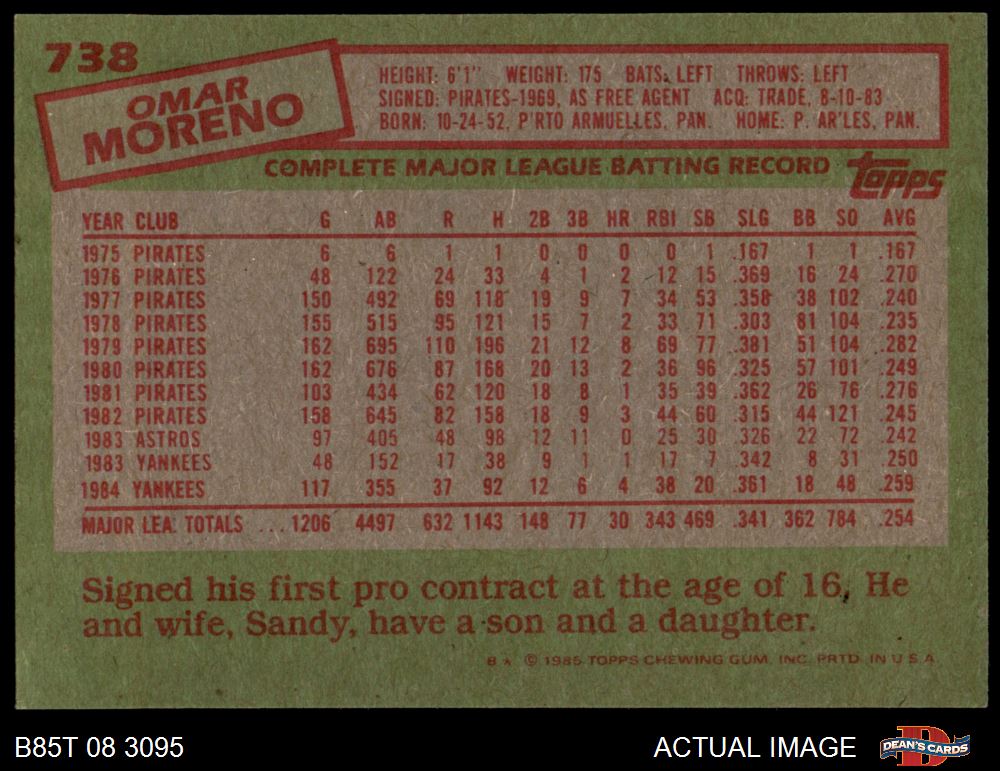 738
OMAR
MORENO
HEIGHT: 6'1" WEIGHT: 175 BATS: LEFT THROWS: LEFT
SIGNED: PIRATES-1969, AS FREE AGENT ACQ: TRADE, 8-10-83
BORN: 10-24-52, P'RTO ARMUELLES, PAN. HOME: P. AR'LES, PAN.
COMPLETE MAJOR LEAGUE BATTING RECORD
Topps
YEAR CLUB G AB R H 2B 3B HR RBI SB SLG BB SO AVG
1975 PIRATES 6 6 1 1 0 0 0 0 1 .167 1 1 .167
1976 PIRATES 48 122 24 33 4 1 2 12 15 .369 16 24 .270
1977 PIRATES 150 492 69 118 19 9 7 34 53 .358 38 102 .240
1978 PIRATES 155 515 95 121 15 7 2 33 71 .303 81 104 .235
1979 PIRATES 162 695 110 196 21 12 8 69 77 .381 51 104 .282
1980 PIRATES 162 676 87 168 20 13 2 36 96 .325 57 101 .249
1981 PIRATES 103 434 62 120 18 8 1 35 39 .362 26 76 .276
1982 PIRATES 158 645 82 158 18 9 3 44 60 .315 44 121 .245
1983 ASTROS 97 405 48 98 12 11 0 25 30 .326 22 72 .242
1983 YANKEES 48 152 17 38 9 1 1 17 7 .342 8 31 .250
1984 YANKEES 117 355 37 92 12 6 4 38 20 .361 18 48 .259
MAJOR LEA. TOTALS ... 1206 4497 632 1143 148 77 30 343 469 .341 362 784 .254
Signed his first pro contract at the age of 16. He
and wife, Sandy, have a son and a daughter.
B★ © 1985 TOPPS CHEWING GUM, INC. PRTD. IN U.S.A.
B85T 08 3095
ACTUAL IMAGE
DEAN'S CARDS